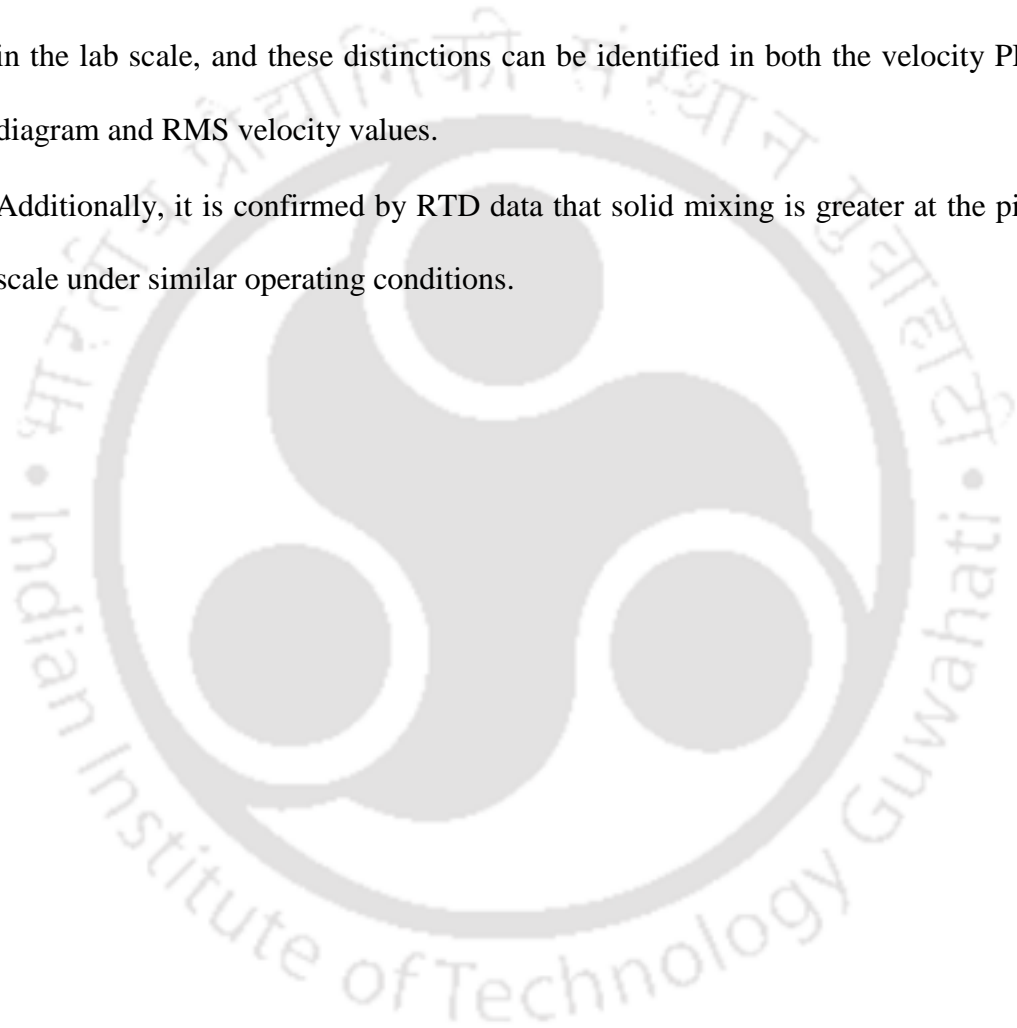 in the lab scale, and these distinctions can be identified in both the velocity
diagram and RMS velocity values.
Additionally, it is confirmed by RTD data that solid mixing is greater at the
scale under similar operating conditions.
भारतीय प्रौद्योगिकी संस्थान गुवाहाटी
Indian Institute of Technology Guwahati